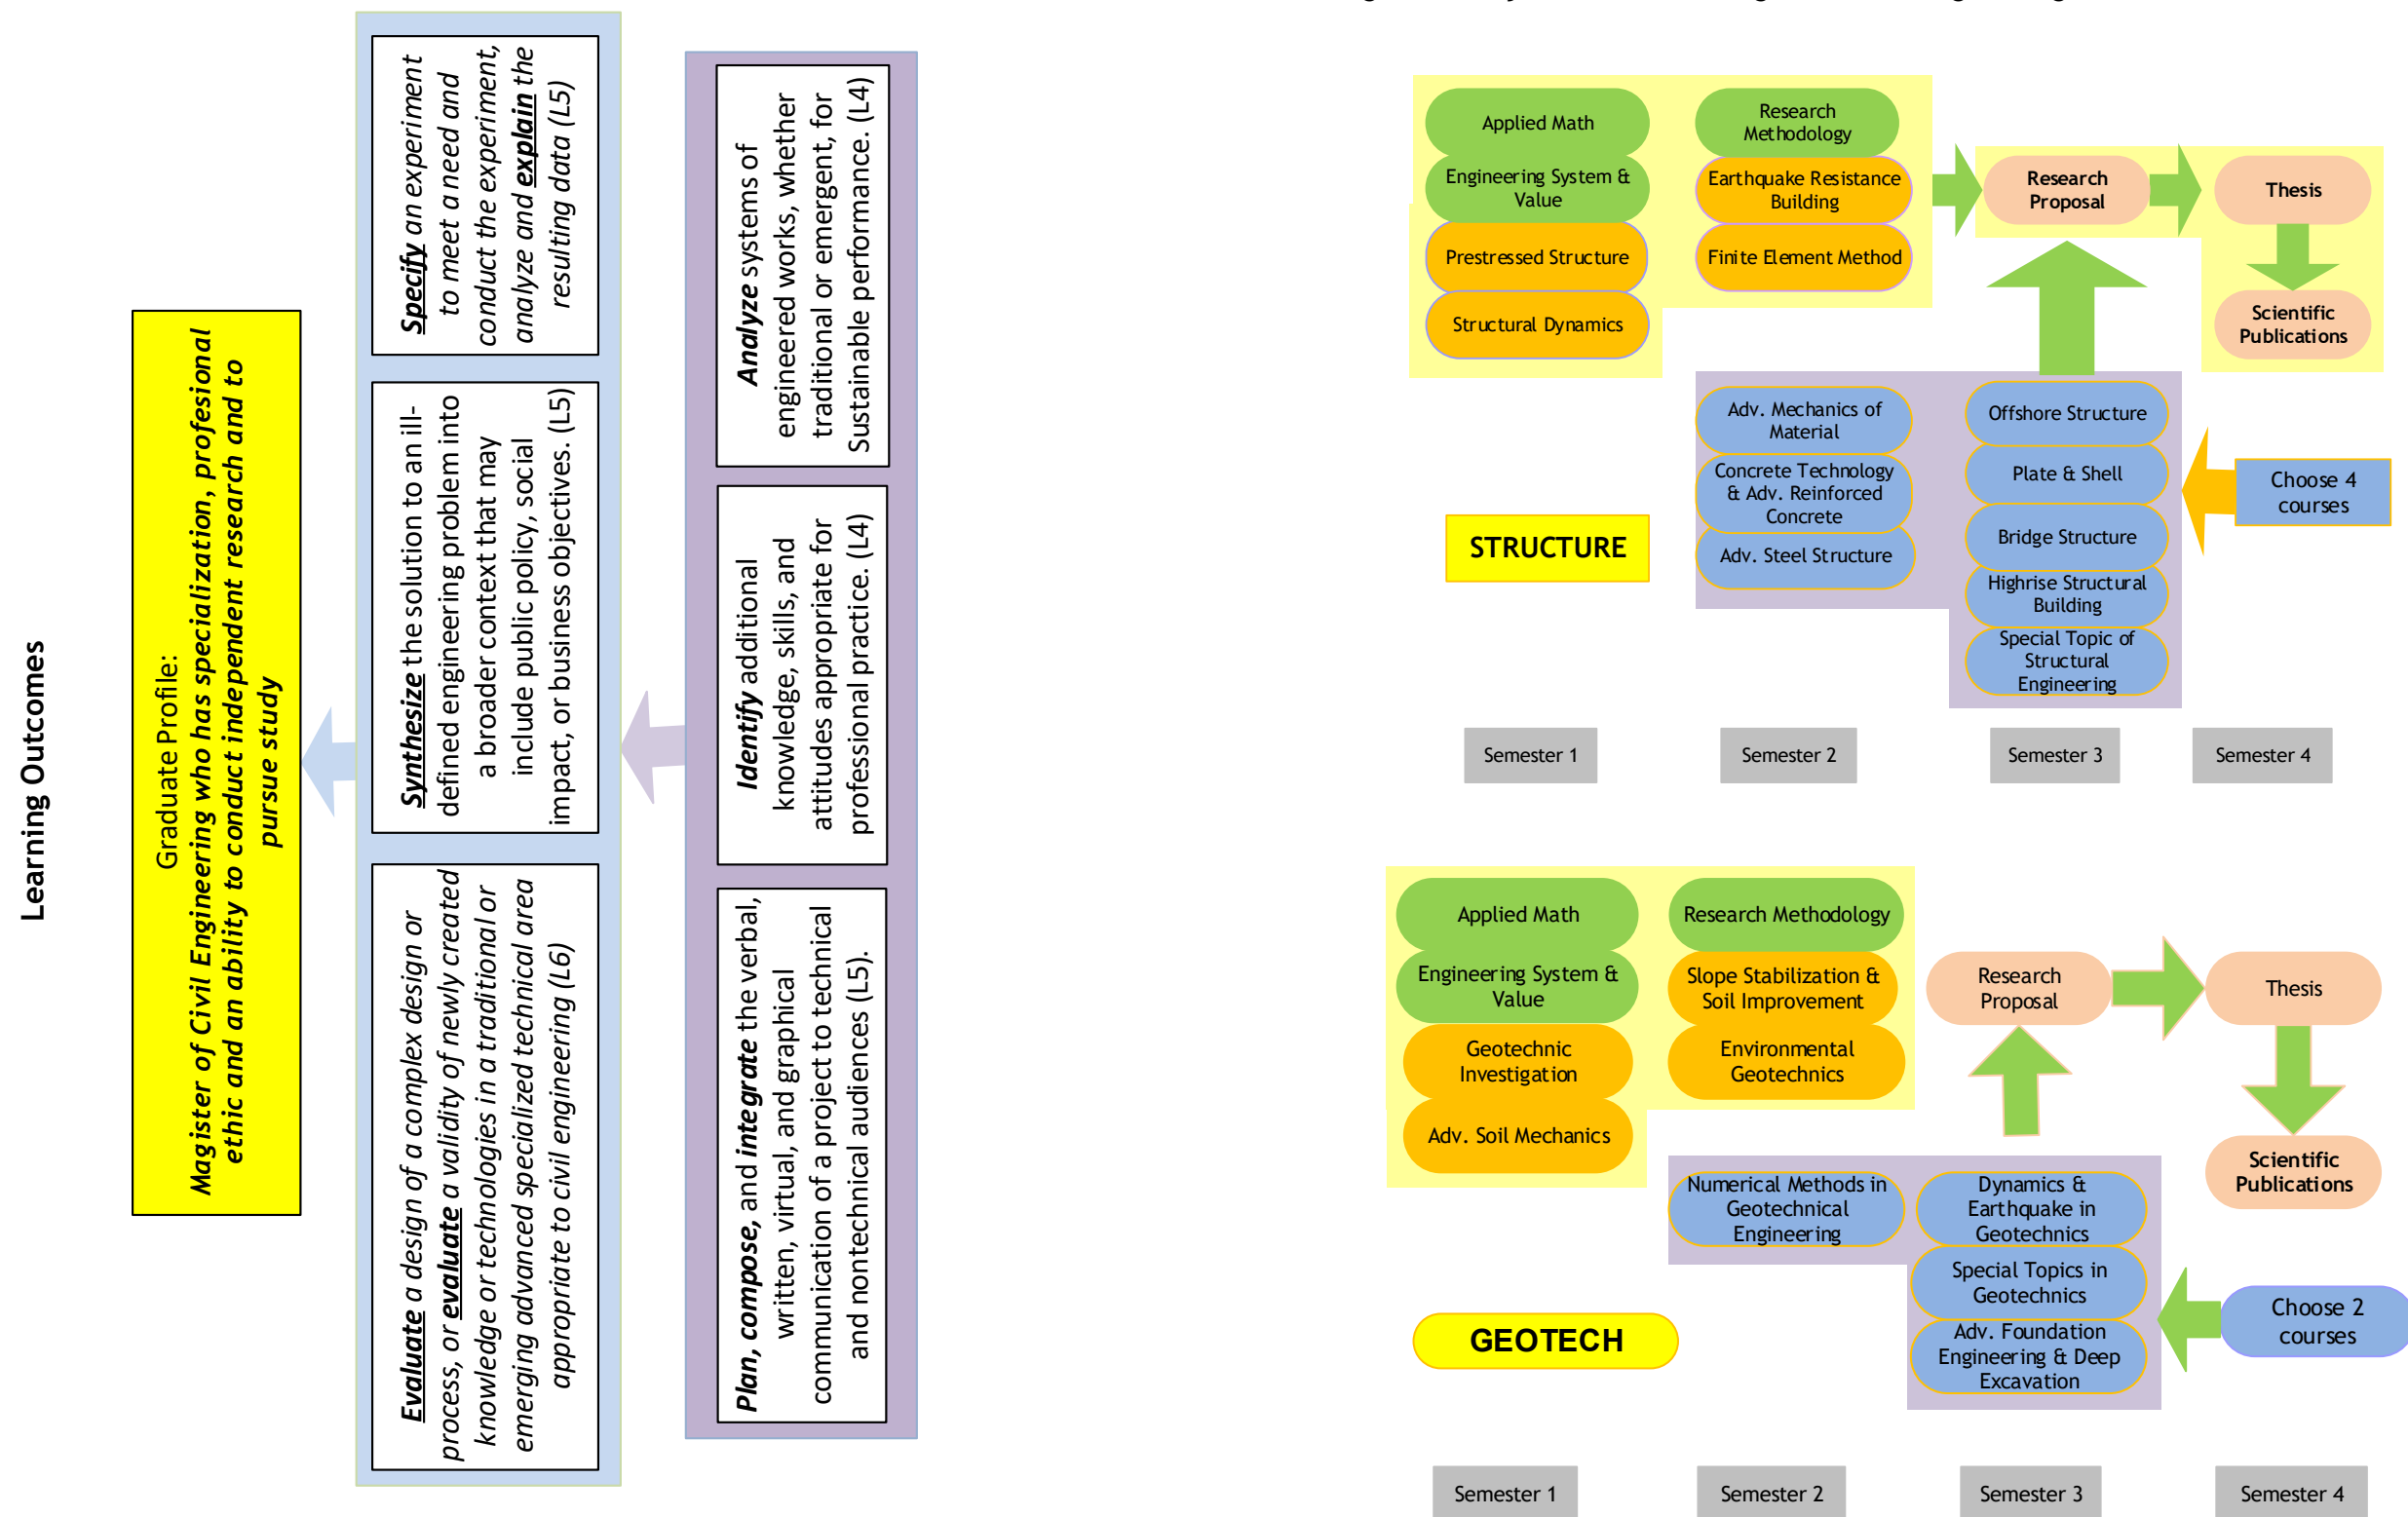 Learning Outcomes
Graduate Profile:
Magister of Civil Engineering who has specialization, profesional
ethic and an ability to conduct independent research and to
pursue study
Evaluate a design of a complex design or
process, or evaluate a validity of newly created
knowledge or technologies in a traditional or
emerging advanced specialized technical area
appropriate to civil engineering (L6)
Synthesize the solution to an ill-
defined engineering problem into
a broader context that may
include public policy, social
impact, or business objectives. (L5)
Specify an experiment
to meet a need and
conduct the experiment,
analyze and explain the
resulting data (L5)
Plan, compose, and integrate the verbal,
written, virtual, and graphical
communication of a project to technical
and nontechnical audiences (L5).
Identify additional
knowledge, skills, and
attitudes appropriate for
professional practice. (L4)
Analyze systems of
engineered works, whether
traditional or emergent, for
Sustainable performance. (L4)
Applied Math
Engineering System &
Value
Prestressed Structure
Structural Dynamics
Research
Methodology
Earthquake Resistance
Building
Finite Element Method
Research
Proposal
Thesis
Scientific
Publications
Adv. Mechanics of
Material
Concrete Technology
& Adv. Reinforced
Concrete
Adv. Steel Structure
Offshore Structure
Plate & Shell
Bridge Structure
Highrise Structural
Building
Special Topic of
Structural
Engineering
Choose 4
courses
STRUCTURE
Semester 1
Semester 2
Semester 3
Semester 4
Applied Math
Engineering System &
Value
Geotechnic
Investigation
Adv. Soil Mechanics
Research Methodology
Slope Stabilization &
Soil Improvement
Environmental
Geotechnics
Research
Proposal
Thesis
Scientific
Publications
Numerical Methods in
Geotechnical
Engineering
Dynamics &
Earthquake in
Geotechnics
Special Topics in
Geotechnics
Adv. Foundation
Engineering & Deep
Excavation
Choose 2
courses
GEOTECH
Semester 1
Semester 2
Semester 3
Semester 4